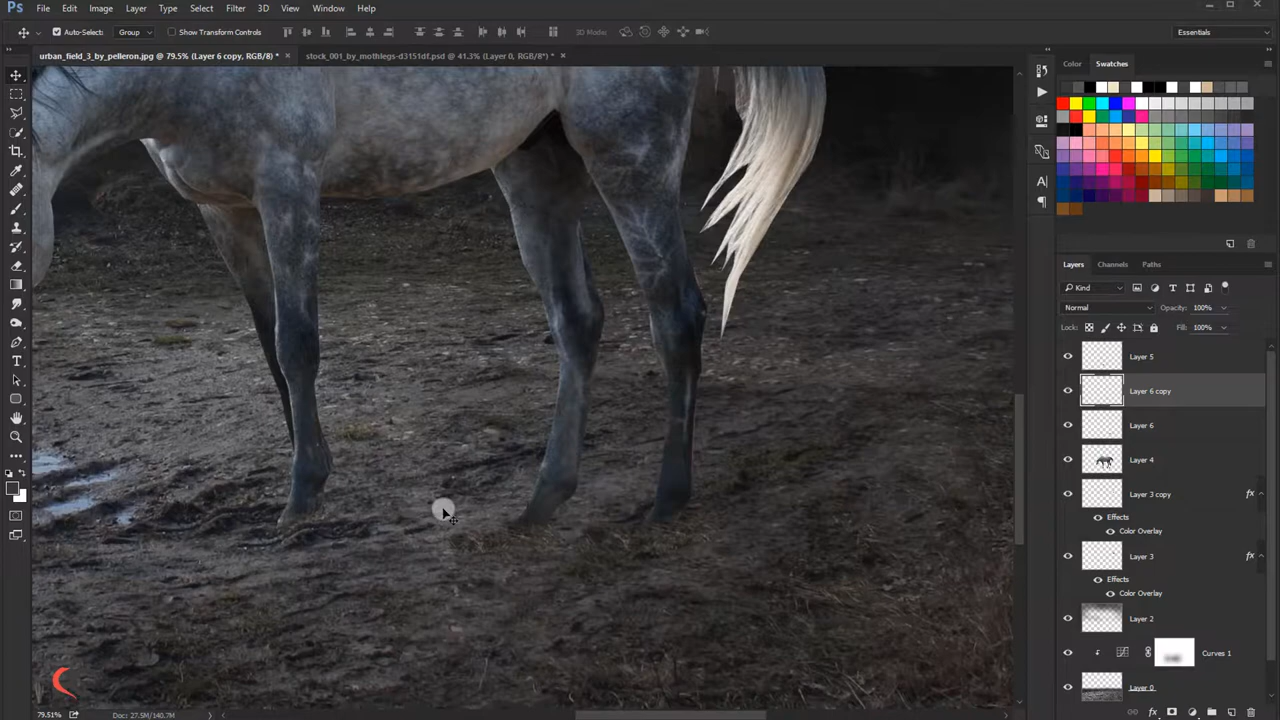 Ps File Edit Image Layer Type Select Filter 3D View Window Help
Auto-Select: Group Show Transform Controls 3D Mode: Essentials
urban_field_3_by_pelleron.jpg @ 79.5% (Layer 6 copy, RGB/8) * × stock_001_by_mothlegs-d3151df.psd @ 41.3% (Layer 0, RGB/8*) * ×
Color Swatches
Layers Channels Paths
Kind
Normal Opacity: 100%
Lock: Fill: 100%
Layer 5
Layer 6 copy
Layer 6
Layer 4
Layer 3 copy fx
Effects
Color Overlay
Layer 3 fx
Effects
Color Overlay
Layer 2
Curves 1
Layer 0
79.51% Doc: 27.5M/140.7M
fx